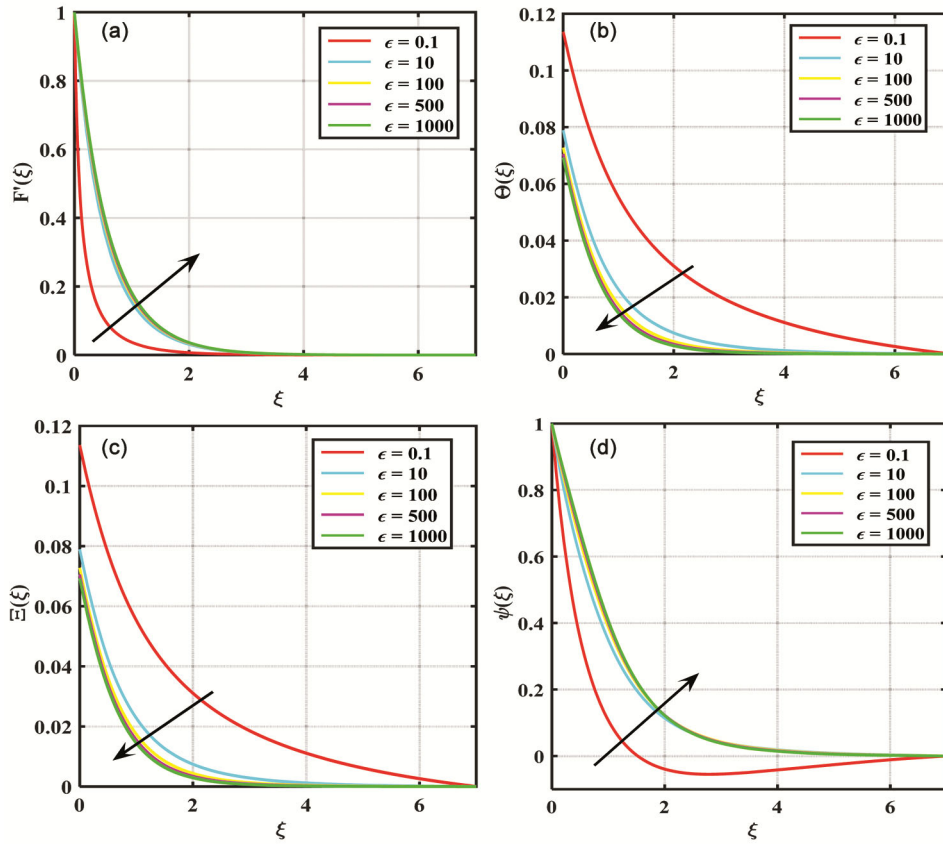 (a)
ϵ = 0.1
ϵ = 10
ϵ = 100
ϵ = 500
ϵ = 1000
1
0.8
0.6
0.4
0.2
0
0 2 4 6
F'(ξ)
ξ
(b)
ϵ = 0.1
ϵ = 10
ϵ = 100
ϵ = 500
ϵ = 1000
0.12
0.1
0.08
0.06
0.04
0.02
0
0 2 4 6
Θ(ξ)
ξ
(c)
ϵ = 0.1
ϵ = 10
ϵ = 100
ϵ = 500
ϵ = 1000
0.12
0.1
0.08
0.06
0.04
0.02
0
0 2 4 6
Ξ(ξ)
ξ
(d)
ϵ = 0.1
ϵ = 10
ϵ = 100
ϵ = 500
ϵ = 1000
1
0.8
0.6
0.4
0.2
0
0 2 4 6
ψ(ξ)
ξ